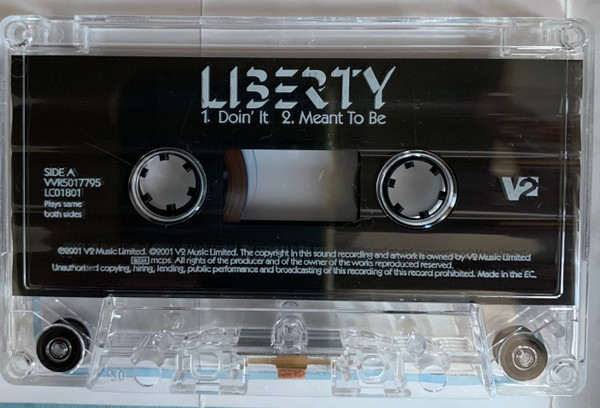 LIBERTY
1. Doin' It 2. Meant To Be
SIDE A
VVR5017795
LC01801
Plays same
both sides
V2
℗2001 V2 Music Limited. ©2001 V2 Music Limited. The copyright in this sound recording and artwork is owned by V2 Music Limited
BIEM mcps. All rights of the producer and of the owner of the works reproduced reserved.
Unauthorised copying, hiring, lending, public performance and broadcasting of this recording of this record prohibited. Made in the EC.